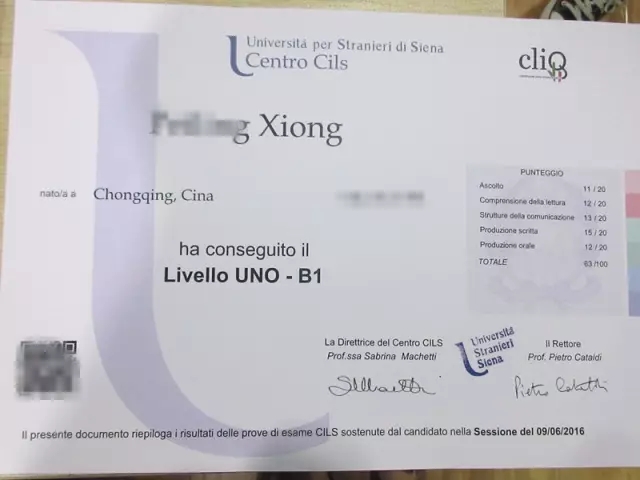 Università per Stranieri di Siena
Centro Cils
cliQ
Xiong
nato/a a Chongqing, Cina
ha conseguito il
Livello UNO - B1
PUNTEGGIO
Ascolto 11 / 20
Comprensione della lettura 12 / 20
Strutture della comunicazione 13 / 20
Produzione scritta 15 / 20
Produzione orale 12 / 20
TOTALE 63 /100
La Direttrice del Centro CILS
Prof.ssa Sabrina Machetti
Università
Stranieri
Siena
Il Rettore
Prof. Pietro Cataldi
Pietro Cataldi
Il presente documento riepiloga i risultati delle prove di esame CILS sostenute dal candidato nella Sessione del 09/06/2016